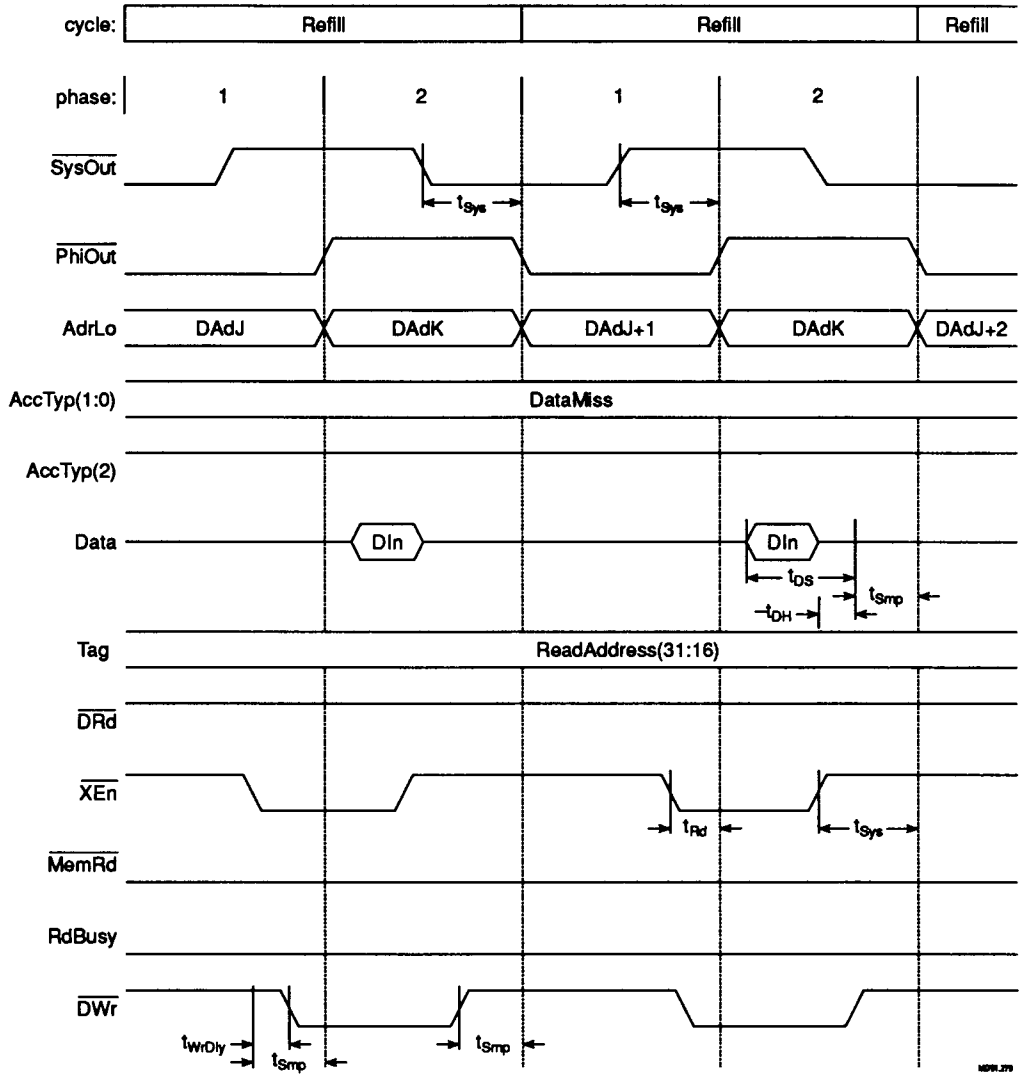 cycle: Refill Refill Refill
phase: 1 2 1 2
SysOut
tSys tSys
PhiOut
AdrLo DAdJ DAdK DAdJ+1 DAdK DAdJ+2
AccTyp(1:0) DataMiss
AccTyp(2)
Data DIn DIn
tDS
tSmp
–tDH
Tag ReadAddress(31:16)
DRd
XEn
tRd tSys
MemRd
RdBusy
DWr
tWrDly
tSmp tSmp